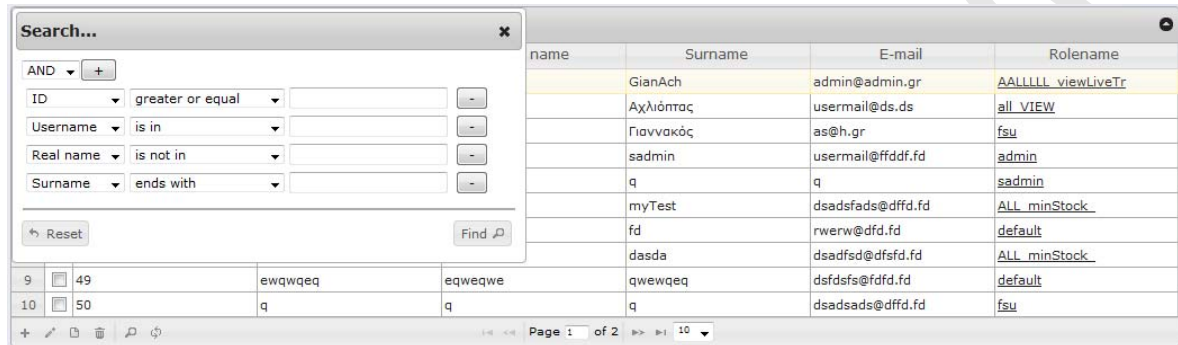 Search...
AND + 
ID greater or equal -
Username is in -
Real name is not in -
Surname ends with -
Reset Find
name Surname E-mail Rolename
GianAch admin@admin.gr AALLLLL_viewLiveTr
Αχλιόπτας usermail@ds.ds all_VIEW
Γιαννακός as@h.gr fsu
sadmin usermail@ffddf.fd admin
q q sadmin
myTest dsadsfads@dffd.fd ALL_minStock_
fd rwerw@dfd.fd default
dasda dsadfsd@dfsfd.fd ALL_minStock_
9 49 ewqwqeq eqweqwe qwewqeq dsfdsfs@fdfd.fd default
10 50 q q q dsadsads@dffd.fd fsu
Page 1 of 2 10